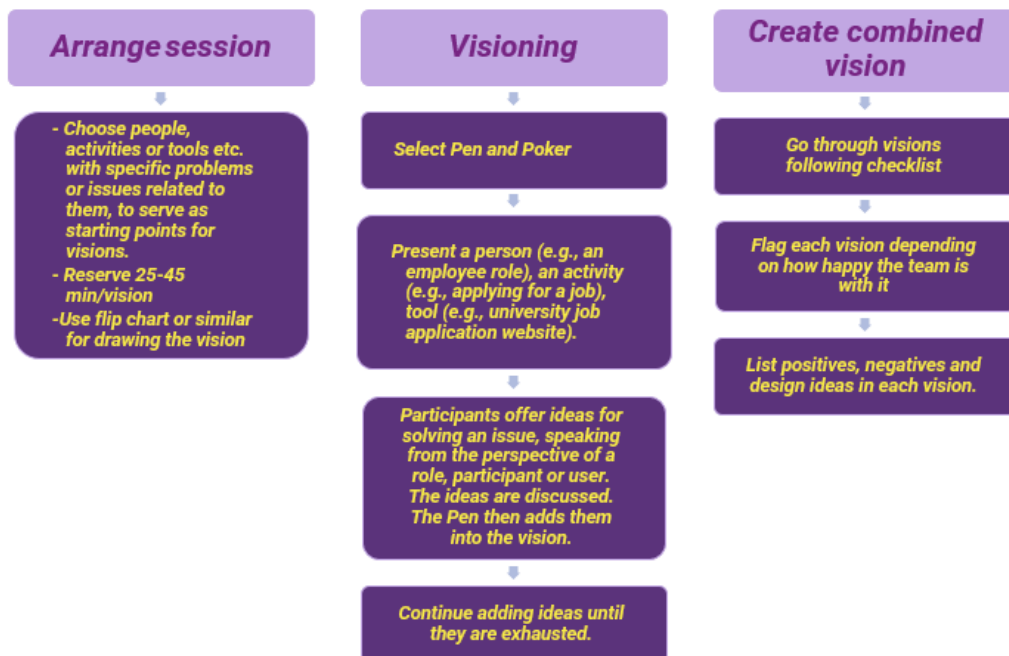 Arrange session
- Choose people,
activities or tools etc.
with specific problems
or issues related to
them, to serve as
starting points for
visions.
- Reserve 25-45
min/vision
-Use flip chart or similar
for drawing the vision
Visioning
Select Pen and Poker
Present a person (e.g., an
employee role), an activity
(e.g., applying for a job),
tool (e.g., university job
application website).
Participants offer ideas for
solving an issue, speaking
from the perspective of a
role, participant or user.
The ideas are discussed.
The Pen then adds them
into the vision.
Continue adding ideas until
they are exhausted.
Create combined
vision
Go through visions
following checklist
Flag each vision depending
on how happy the team is
with it
List positives, negatives and
design ideas in each vision.